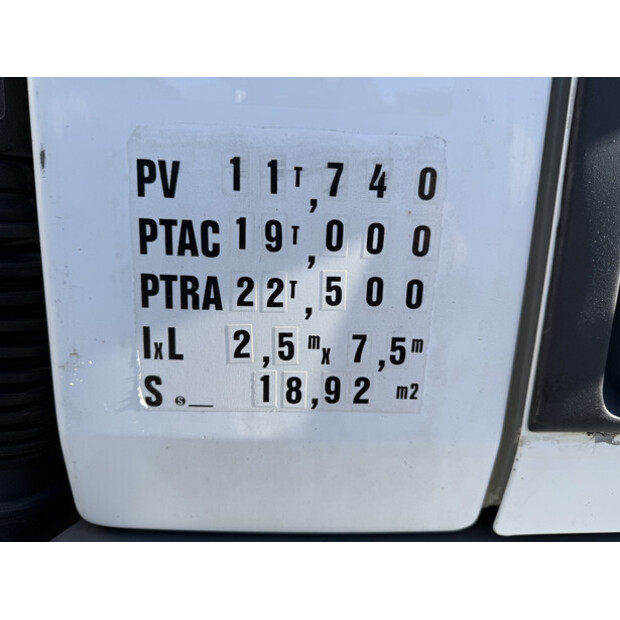 PV 11T,740
PTAC 19T,000
PTRA 22T,500
IxL 2,5m x 7,5m
S 18,92 m2